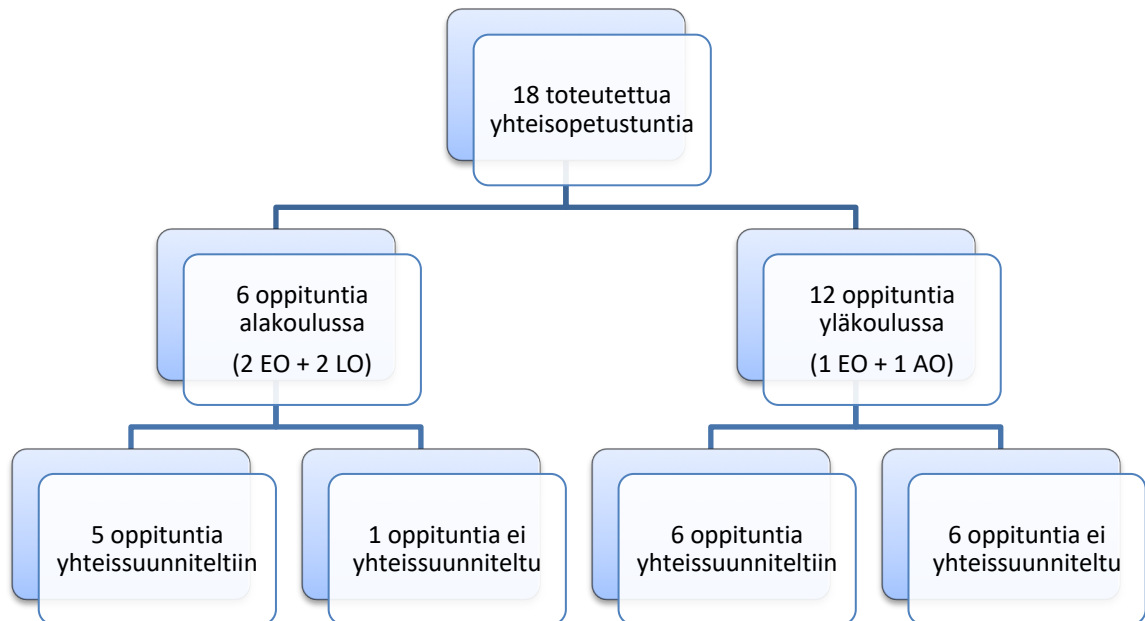 18 toteutettua
yhteisopetustuntia
6 oppituntia
alakoulussa
(2 EO + 2 LO)
12 oppituntia
yläkoulussa
(1 EO + 1 AO)
5 oppituntia
yhteissuunniteltiin
1 oppituntia ei
yhteissuunniteltu
6 oppituntia
yhteissuunniteltiin
6 oppituntia ei
yhteissuunniteltu